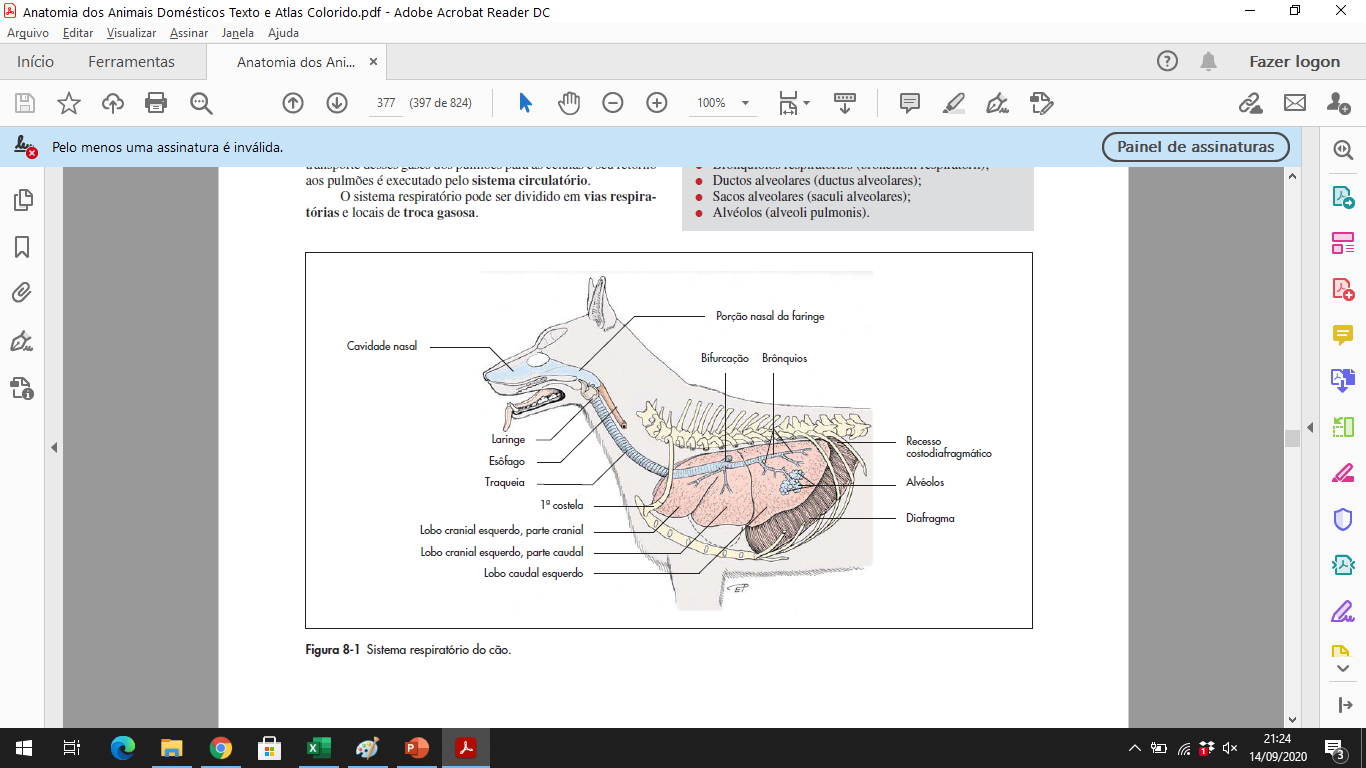 Anatomia dos Animais Domésticos Texto e Atlas Colorido.pdf - Adobe Acrobat Reader DC
Arquivo Editar Visualizar Assinar Janela Ajuda
Início Ferramentas Anatomia dos Ani... × Fazer logon
377 (397 de 824) 100%
Pelo menos uma assinatura é inválida. Painel de assinaturas
aos pulmões é executado pelo sistema circulatório.
O sistema respiratório pode ser dividido em vias respira-
tórias e locais de troca gasosa.
• Ductos alveolares (ductus alveolares);
• Sacos alveolares (saculi alveolares);
• Alvéolos (alveoli pulmonis).
Porção nasal da faringe
Cavidade nasal
Bifurcação Brônquios
Laringe
Esôfago
Traqueia
1ª costela
Lobo cranial esquerdo, parte cranial
Lobo cranial esquerdo, parte caudal
Lobo caudal esquerdo
Recesso
costodiafragmático
Alvéolos
Diafragma
Figura 8-1 Sistema respiratório do cão.
21:24
14/09/2020
3